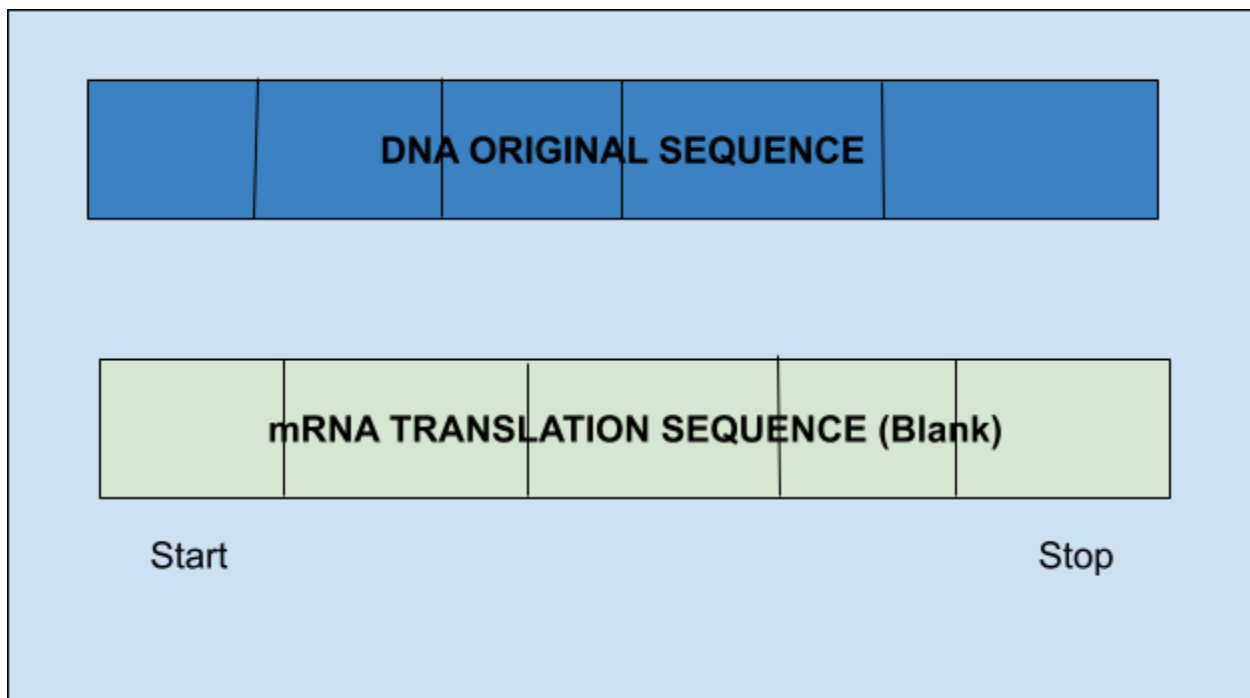 DNA ORIGINAL SEQUENCE
mRNA TRANSLATION SEQUENCE (Blank)
Start
Stop